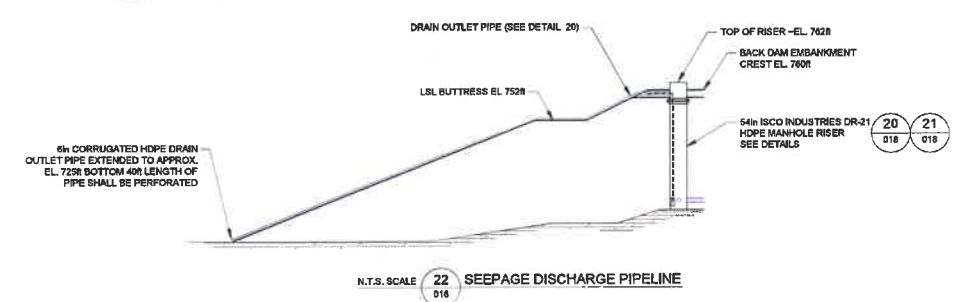 DRAIN OUTLET PIPE (SEE DETAIL 20)
TOP OF RISER ~EL. 762ft
BACK DAM EMBANKMENT
CREST EL. 760ft
LSL BUTTRESS EL 752ft
54in ISCO INDUSTRIES DR-21
HDPE MANHOLE RISER
SEE DETAILS
20
018
21
018
6in CORRUGATED HDPE DRAIN
OUTLET PIPE EXTENDED TO APPROX.
EL. 725ft BOTTOM 40ft LENGTH OF
PIPE SHALL BE PERFORATED
N.T.S. SCALE
22
016
SEEPAGE DISCHARGE PIPELINE